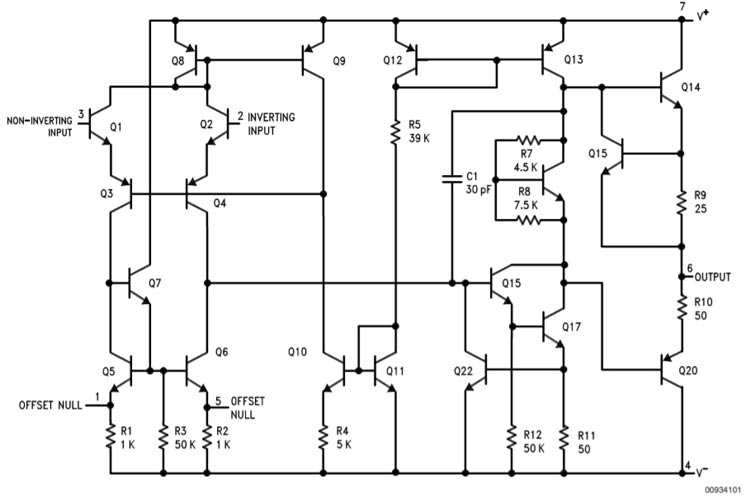 7
V+
Q8
Q9
Q12
Q13
Q14
3
NON-INVERTING
INPUT
Q1
Q2
2 INVERTING
INPUT
R5
39 K
R7
4.5 K
Q15
C1
30 pF
R8
7.5 K
R9
25
Q3
Q4
Q7
Q15
6
OUTPUT
R10
50
Q17
Q5
Q6
Q10
Q11
Q22
Q20
1
OFFSET NULL
5 OFFSET
NULL
R1
1 K
R3
50 K
R2
1 K
R4
5 K
R12
50 K
R11
50
4
V-
00934101